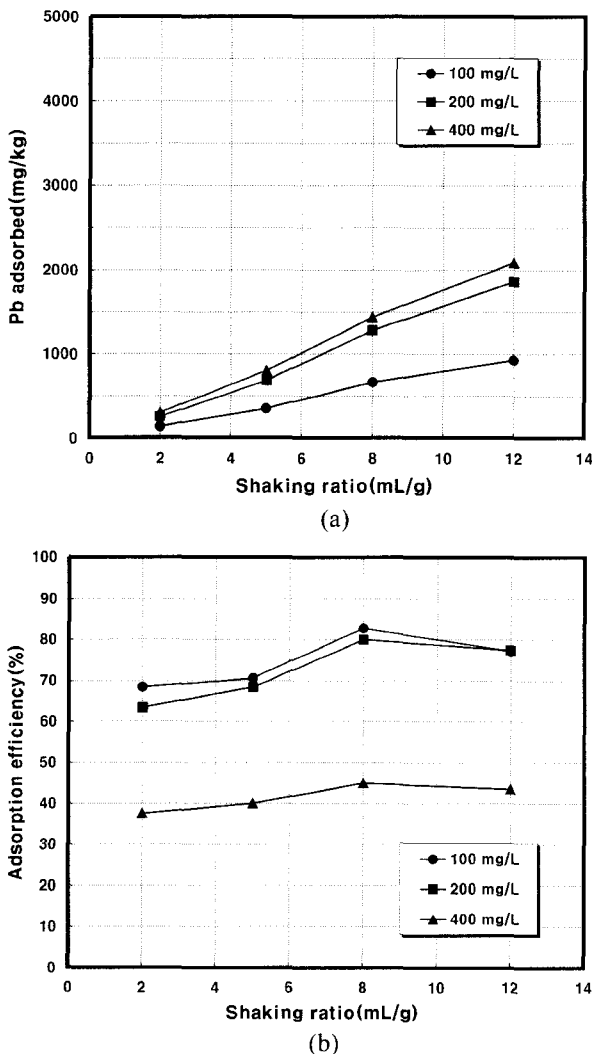 5000
4000
3000
2000
1000
0
Pb adsorbed(mg/kg)
100 mg/L
200 mg/L
400 mg/L
0 2 4 6 8 10 12 14
Shaking ratio(mL/g)
(a)
100
90
80
70
60
50
40
30
20
10
0
Adsorption efficiency(%)
100 mg/L
200 mg/L
400 mg/L
0 2 4 6 8 10 12 14
Shaking ratio(mL/g)
(b)